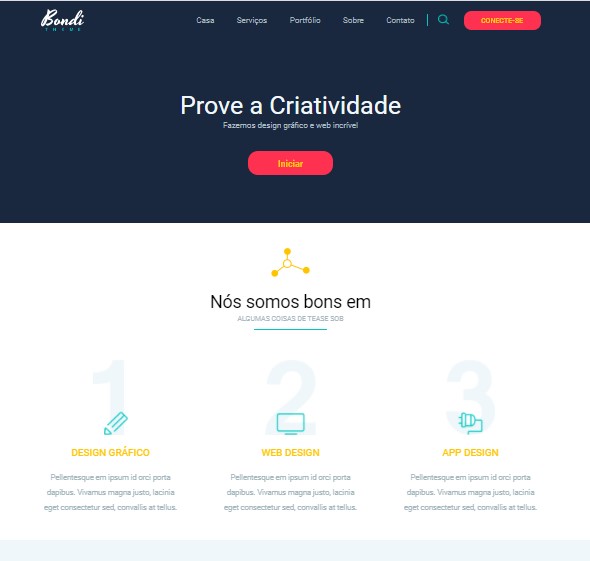 Bondi
THEME
Casa Serviços Portfólio Sobre Contato CONECTE-SE
Prove a Criatividade
Fazemos design gráfico e web incrível
Iniciar
Nós somos bons em
ALGUMAS COISAS DE TEASE SOB
1 2 3
DESIGN GRÁFICO WEB DESIGN APP DESIGN
Pellentesque em ipsum id orci porta Pellentesque em ipsum id orci porta Pellentesque em ipsum id orci porta
dapibus. Vivamus magna justo, lacinia dapibus. Vivamus magna justo, lacinia dapibus. Vivamus magna justo, lacinia
eget consectetur sed, convallis at tellus. eget consectetur sed, convallis at tellus. eget consectetur sed, convallis at tellus.